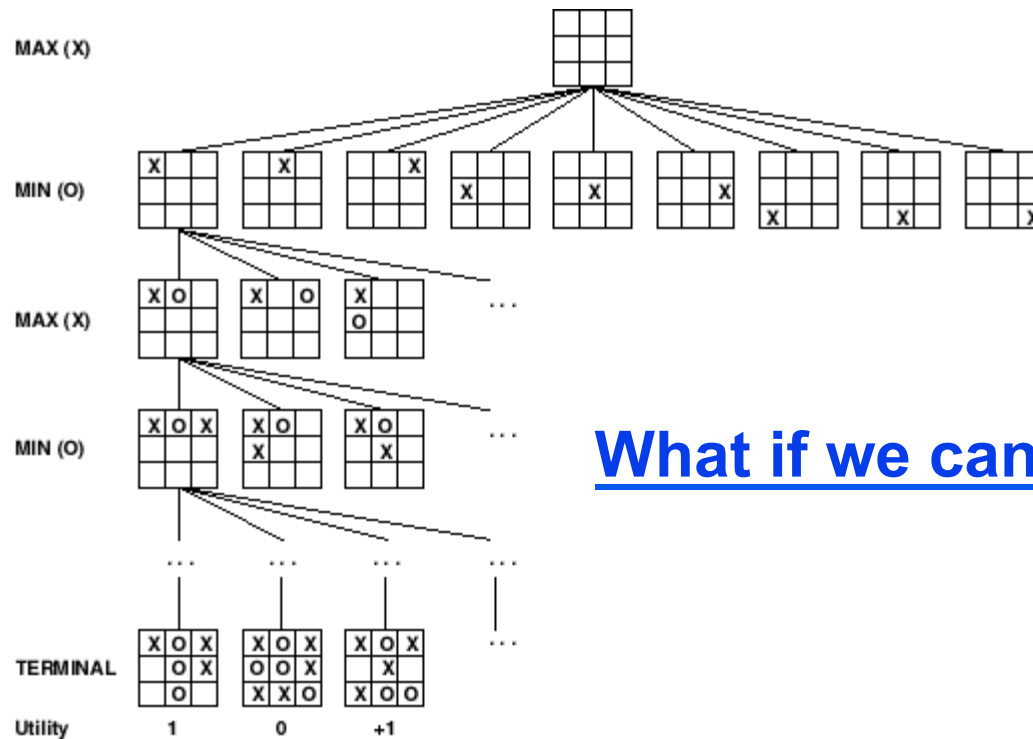 MAX (X)
X X X
MIN (O)
X X X
X X X
X O X O X
MAX (X)
O
...
X O X X O X O
MIN (O)
X X
...
What if we can
... ... ... ...
X O X X O X X O X
TERMINAL
O X O O X X
O X X O X O O
...
Utility 1 0 +1